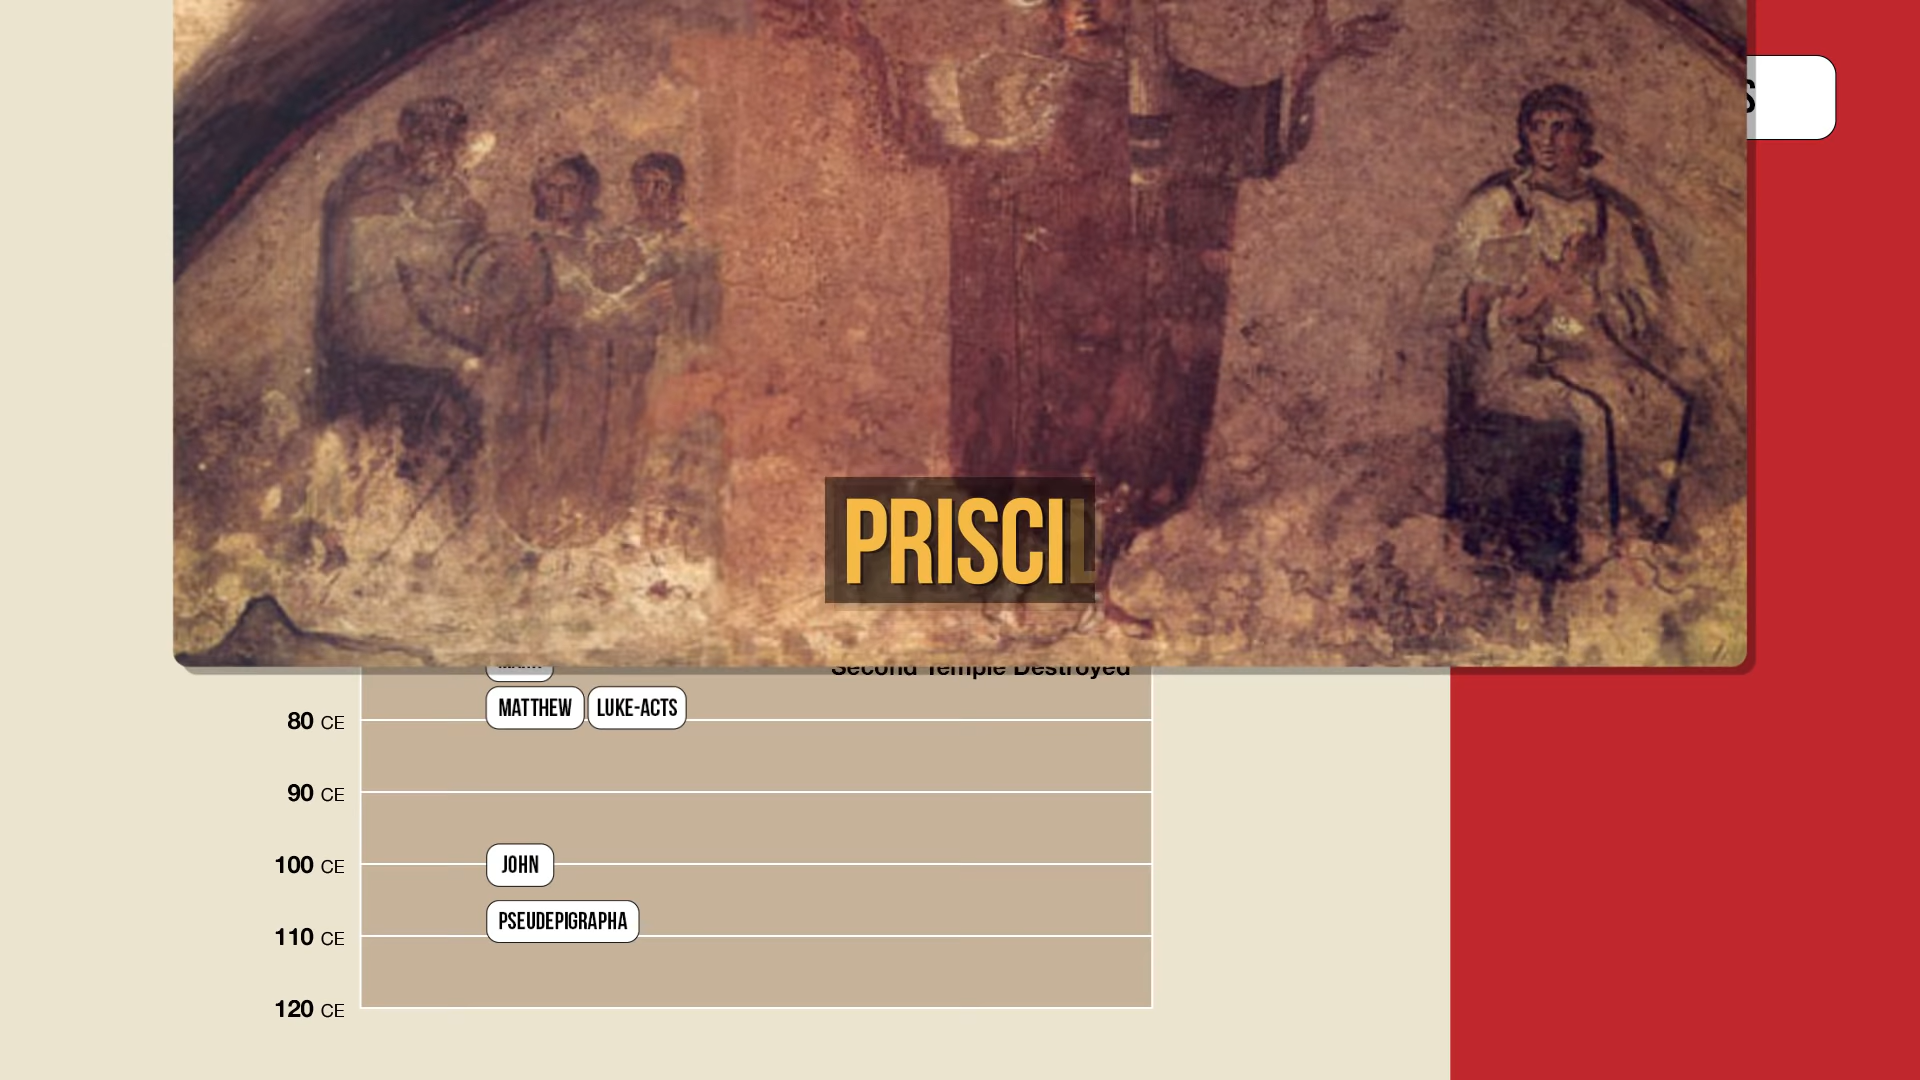 S
PRISCIL
Second Temple Destroyed
MATTHEW LUKE-ACTS
80 CE
90 CE
JOHN
100 CE
PSEUDEPIGRAPHA
110 CE
120 CE